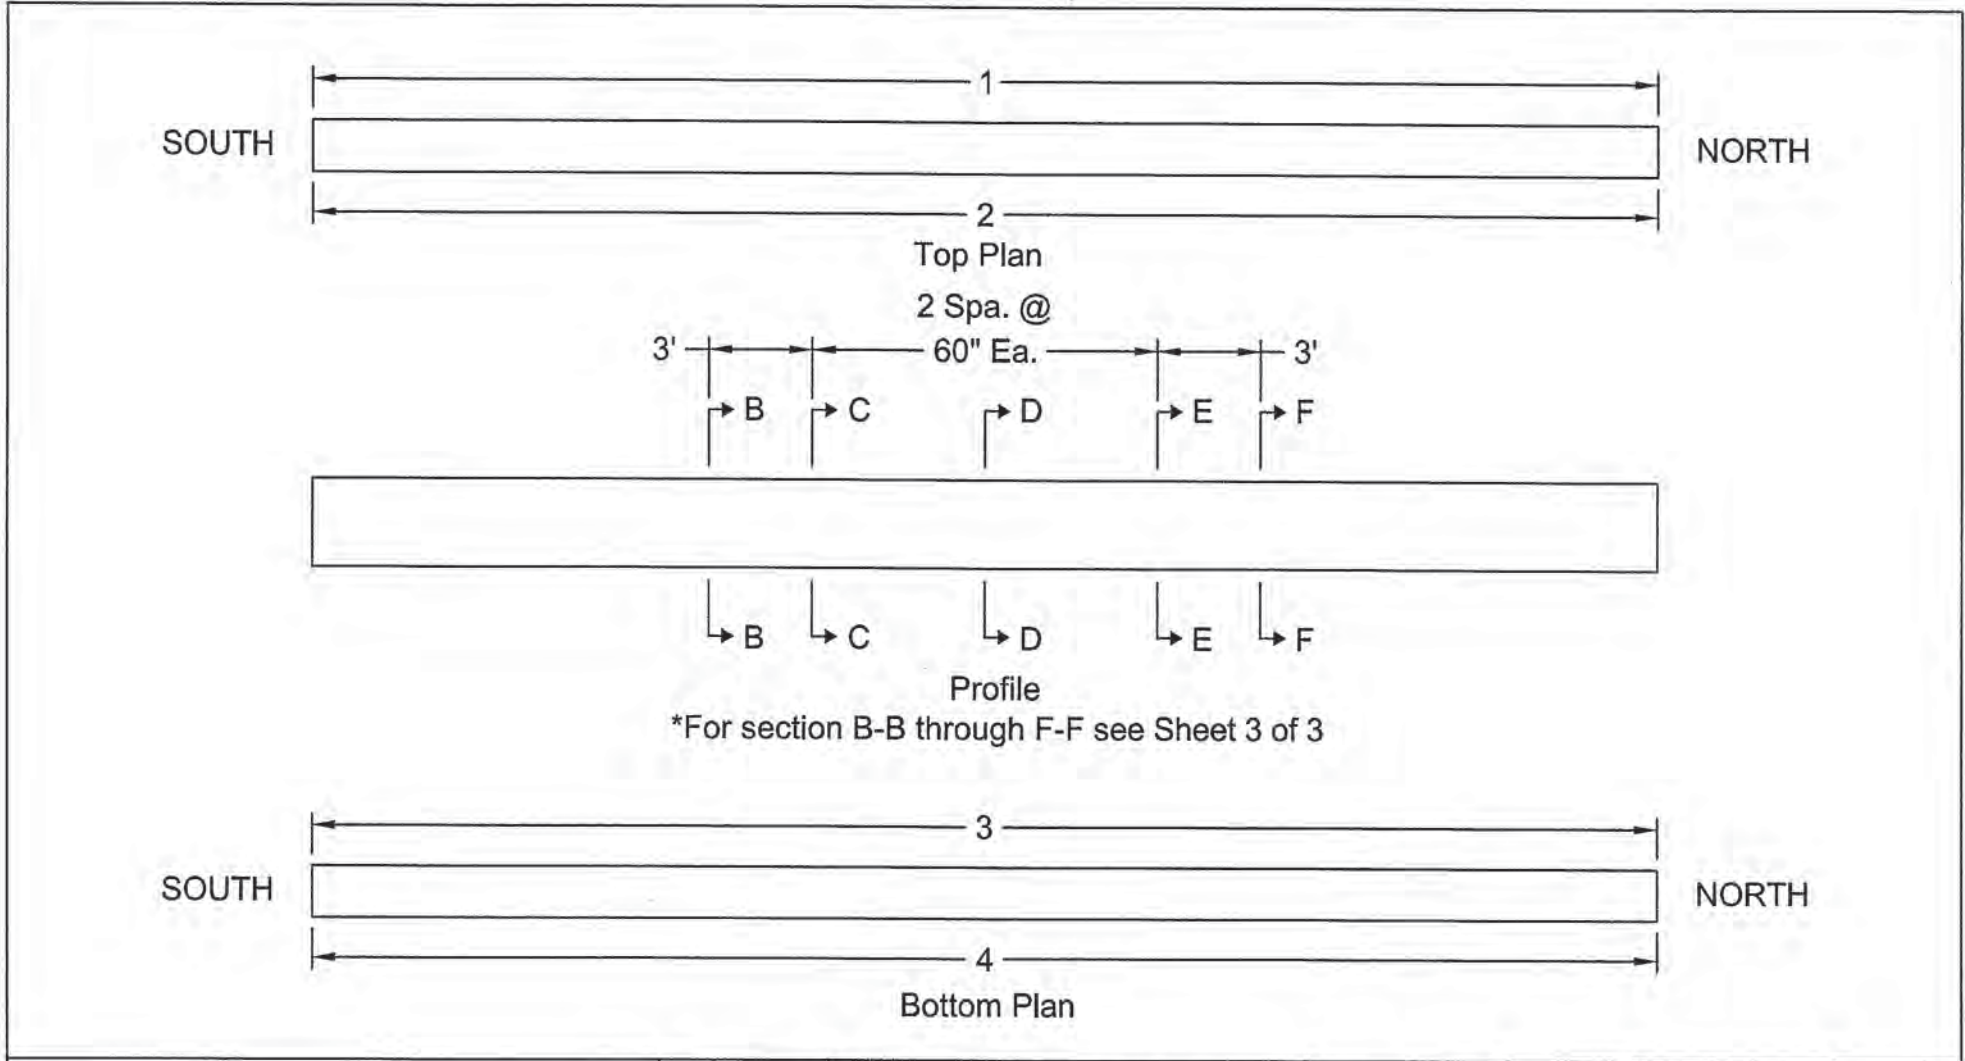 1
SOUTH
NORTH
2
Top Plan
2 Spa. @
3' 60" Ea. 3'
B C D E F
B C D E F
Profile
*For section B-B through F-F see Sheet 3 of 3
3
SOUTH
NORTH
4
Bottom Plan